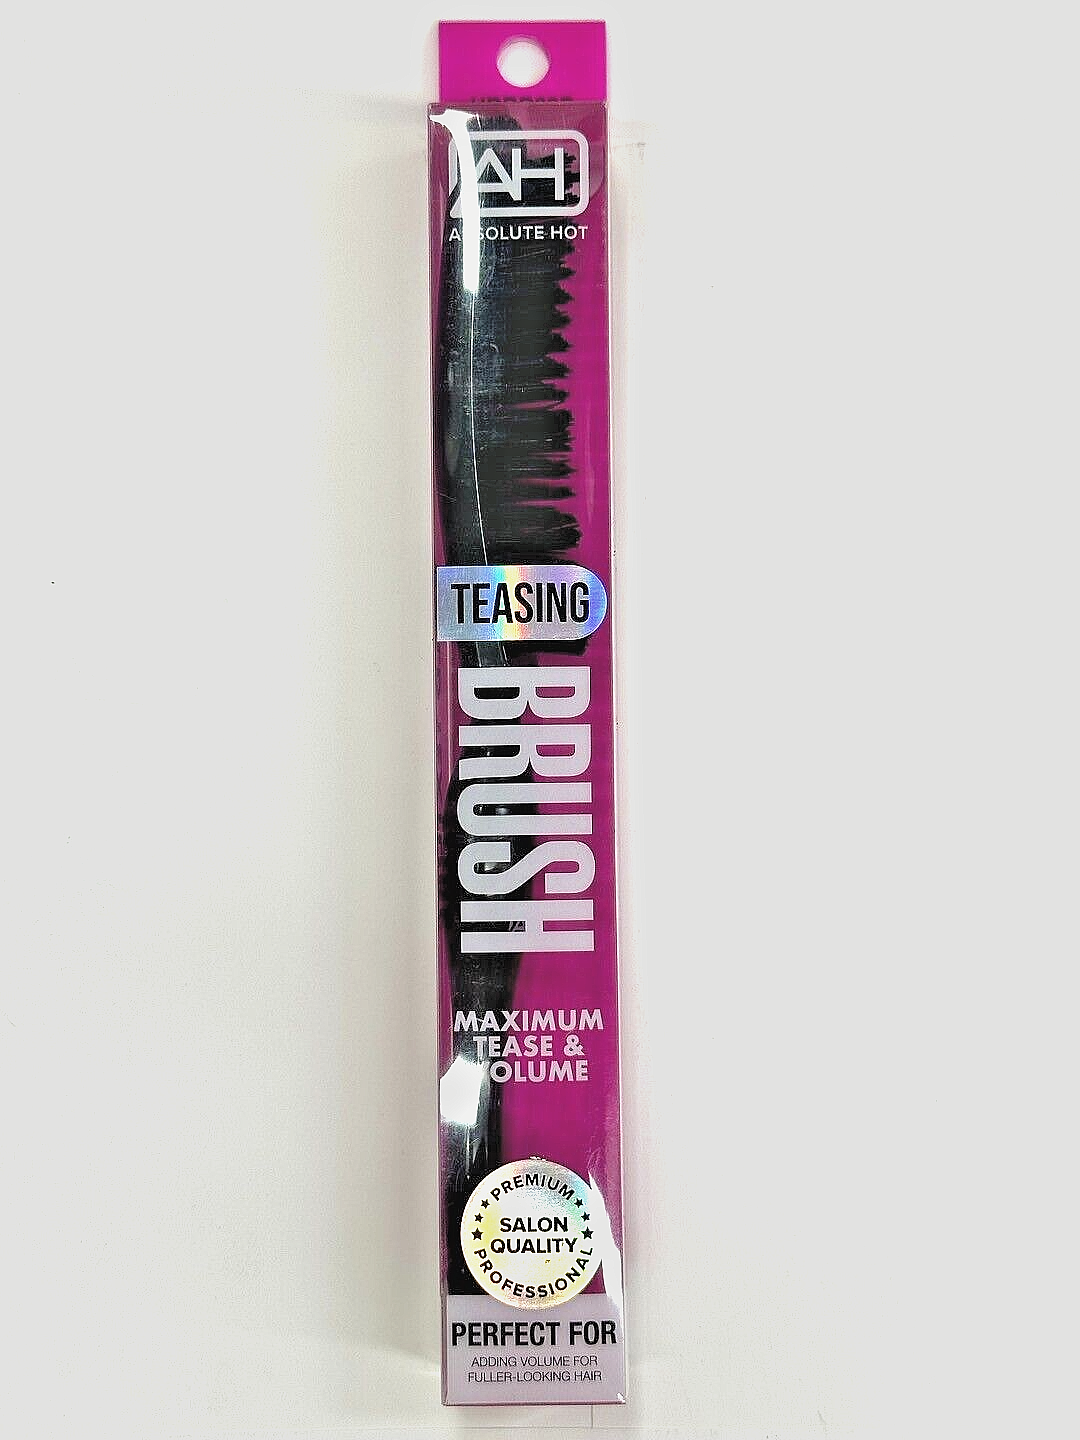 AH
ABSOLUTE HOT
TEASING
BRUSH
MAXIMUM
TEASE &
VOLUME
PREMIUM
SALON
QUALITY
PROFESSIONAL
PERFECT FOR
ADDING VOLUME FOR
FULLER-LOOKING HAIR